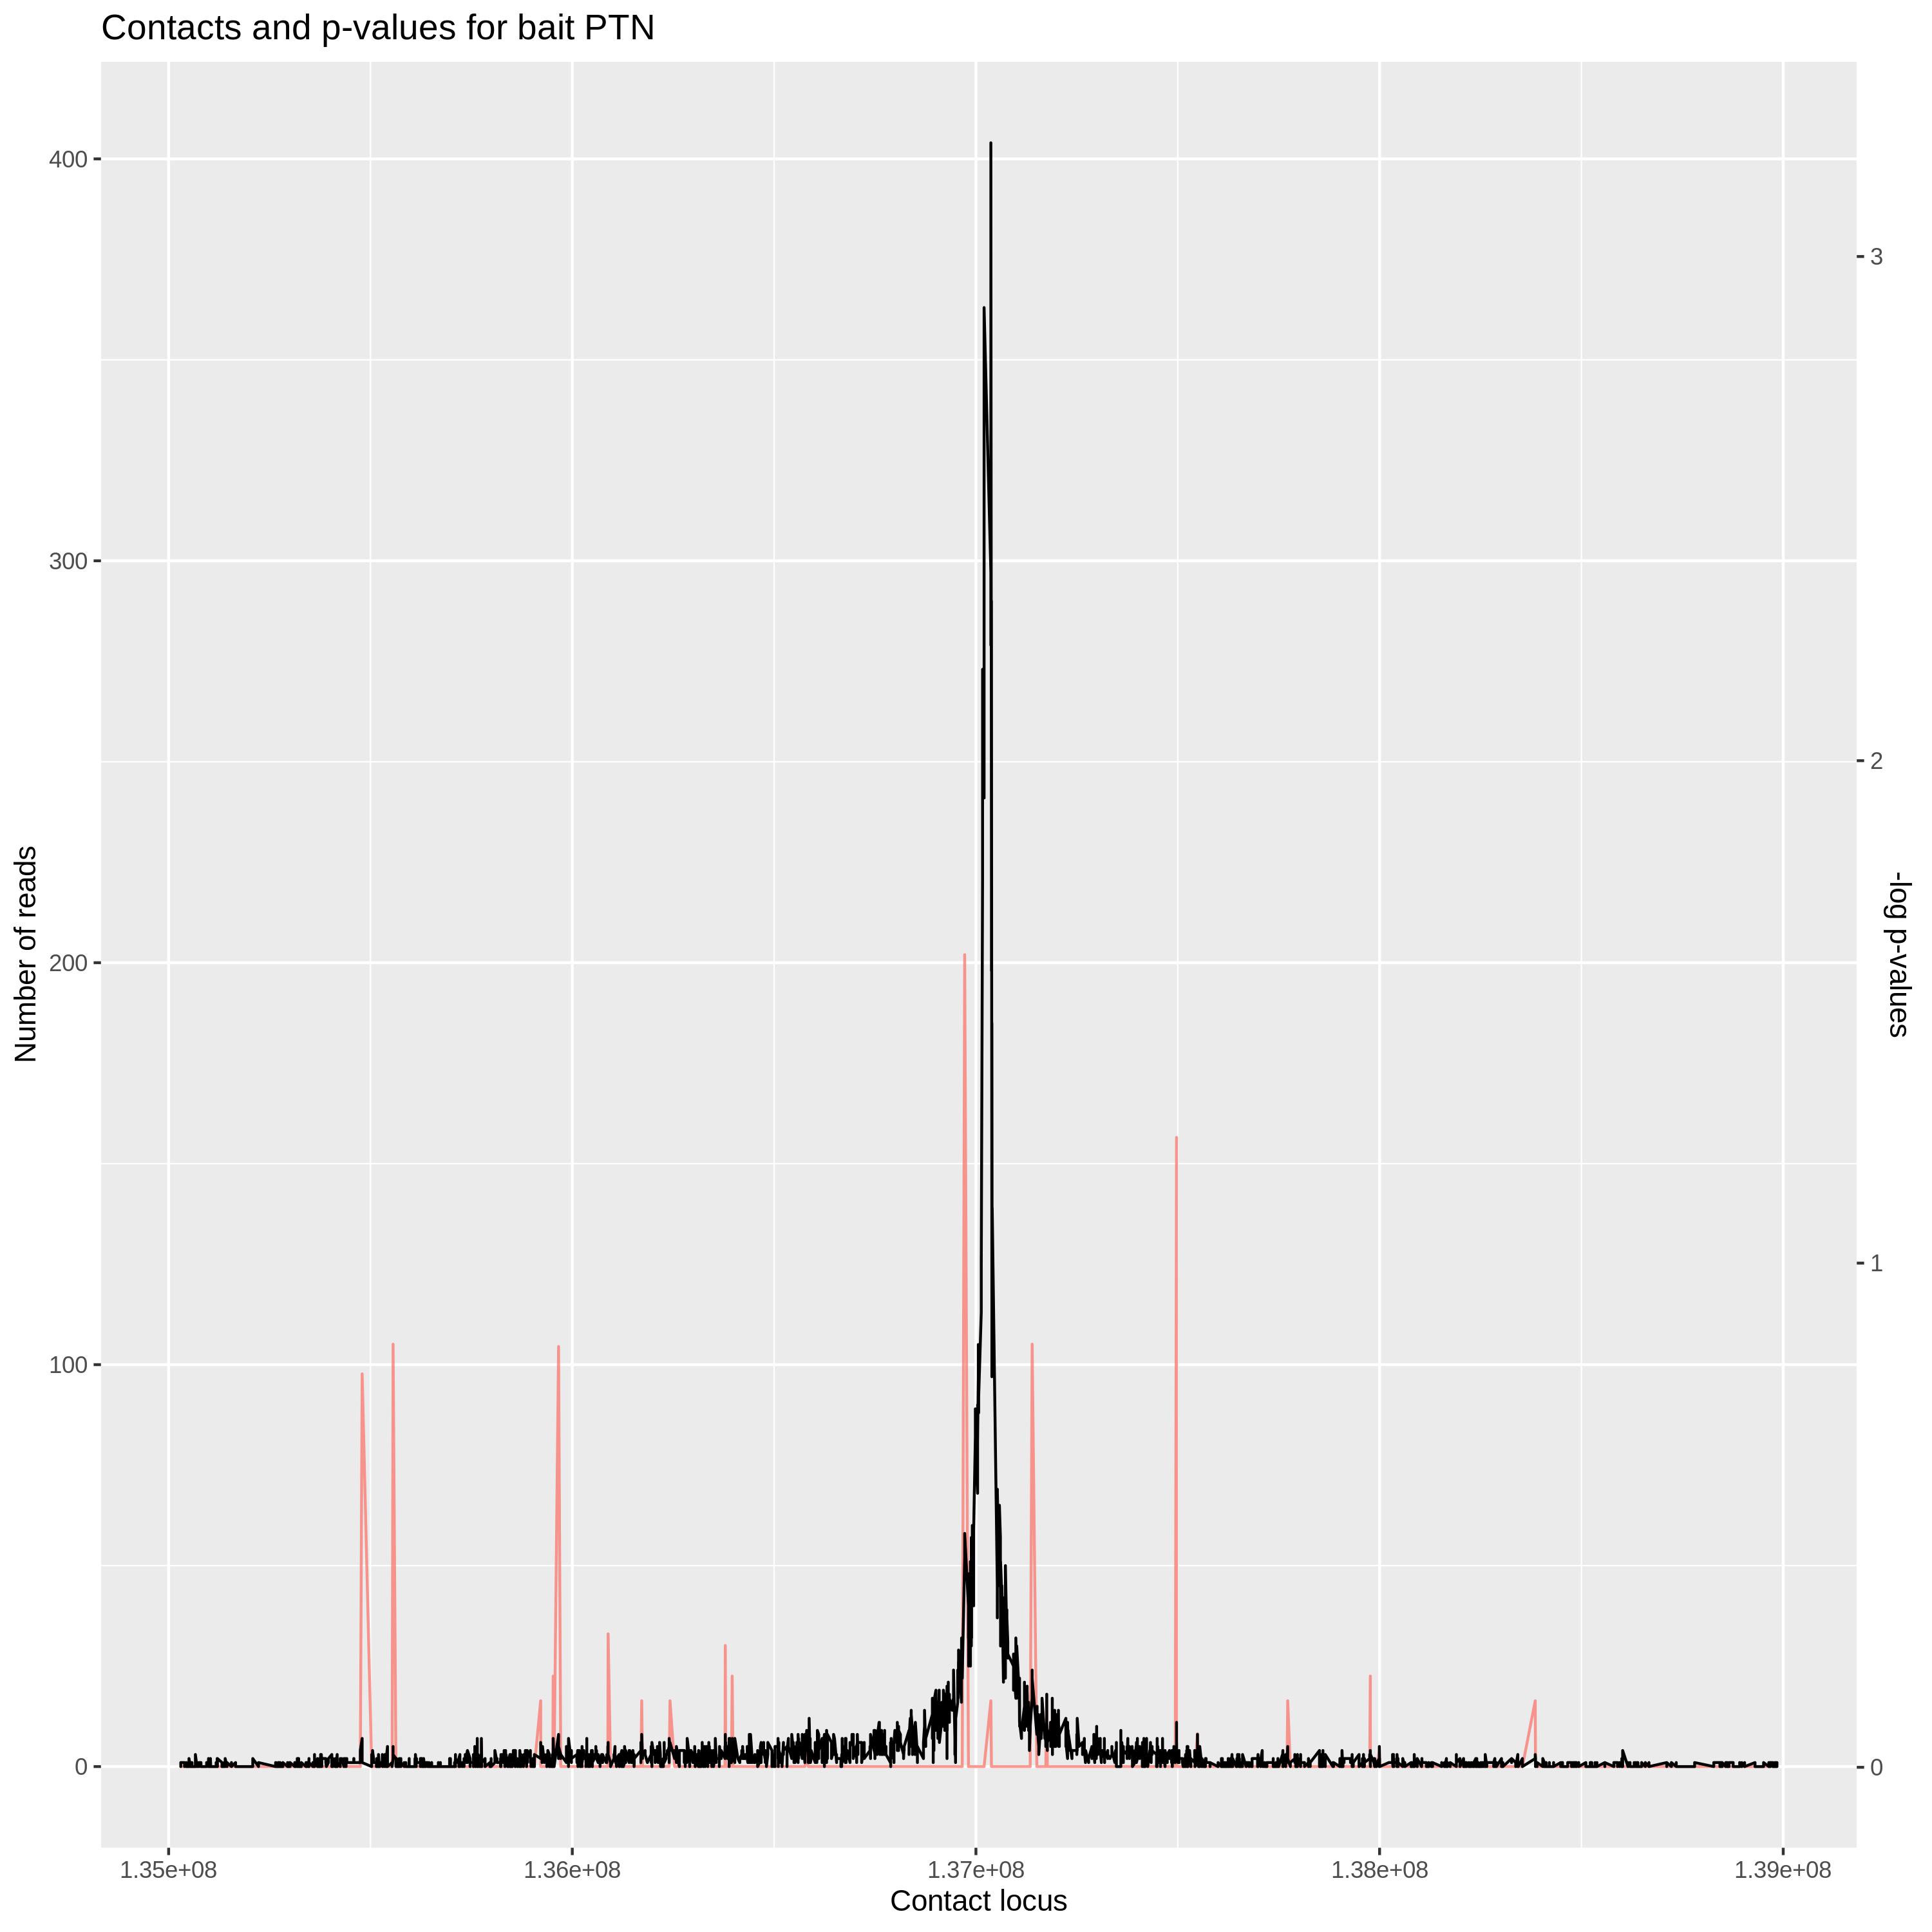 Contacts and p-values for bait PTN
400
300
200
100
0
Number of reads
3
2
1
0
-log p-values
1.35e+08
1.36e+08
1.37e+08
1.38e+08
1.39e+08
Contact locus